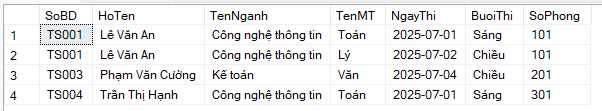 SoBD HoTen TenNganh TenMT NgayThi BuoiThi SoPhong
1 TS001 Lê Văn An Công nghệ thông tin Toán 2025-07-01 Sáng 101
2 TS001 Lê Văn An Công nghệ thông tin Lý 2025-07-02 Chiều 101
3 TS003 Phạm Văn Cường Kế toán Văn 2025-07-04 Chiều 201
4 TS004 Trần Thị Hạnh Công nghệ thông tin Toán 2025-07-01 Sáng 301